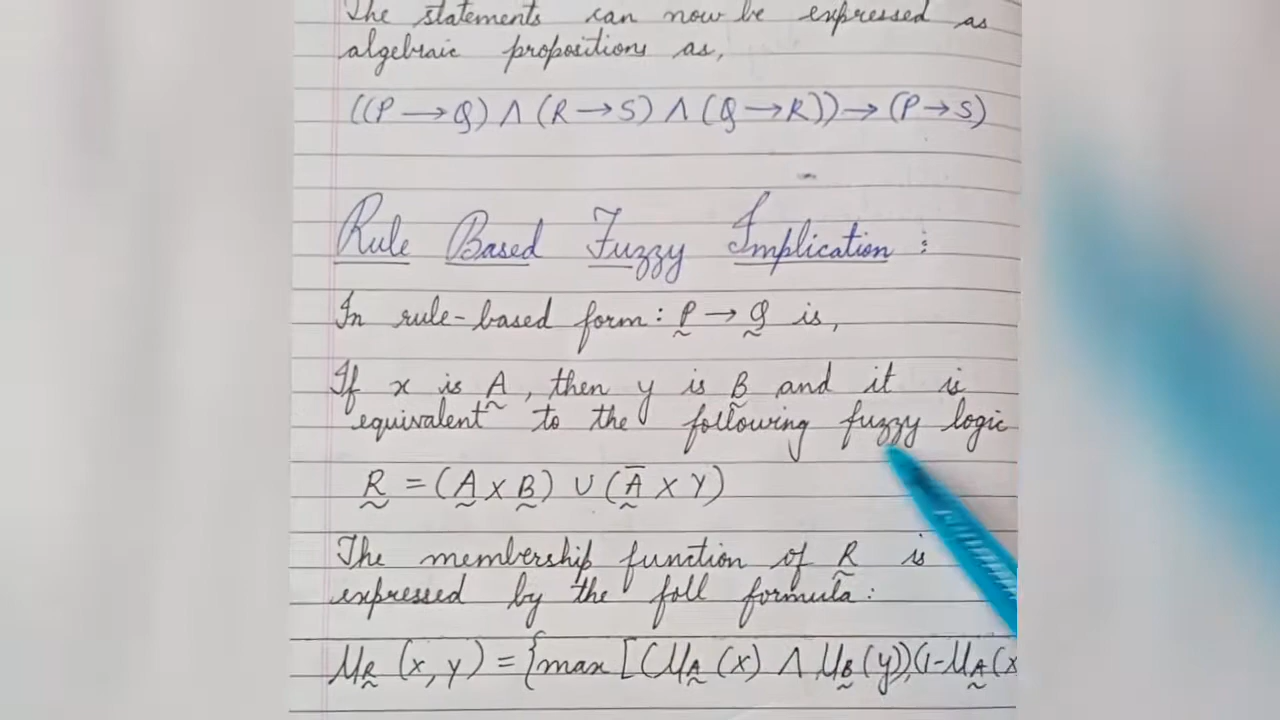 The statements can now be expressed as
algebraic propositions as,
((P → Q) ∧ (R → S) ∧ (Q → R)) → (P → S)
Rule Based Fuzzy Implication :
In rule-based form: P̰ → Q̰ is,
If x is A̰, then y is B̰ and it is
equivalent to the following fuzzy logic
R̰ = (A̰ × B̰) ∪ (A̰̅ × Y)
The membership function of R̰ is
expressed by the foll formula:
μR̰ (x, y) = {max [(μA̰ (x) ∧ μB̰ (y)),(1-μA̰ (x